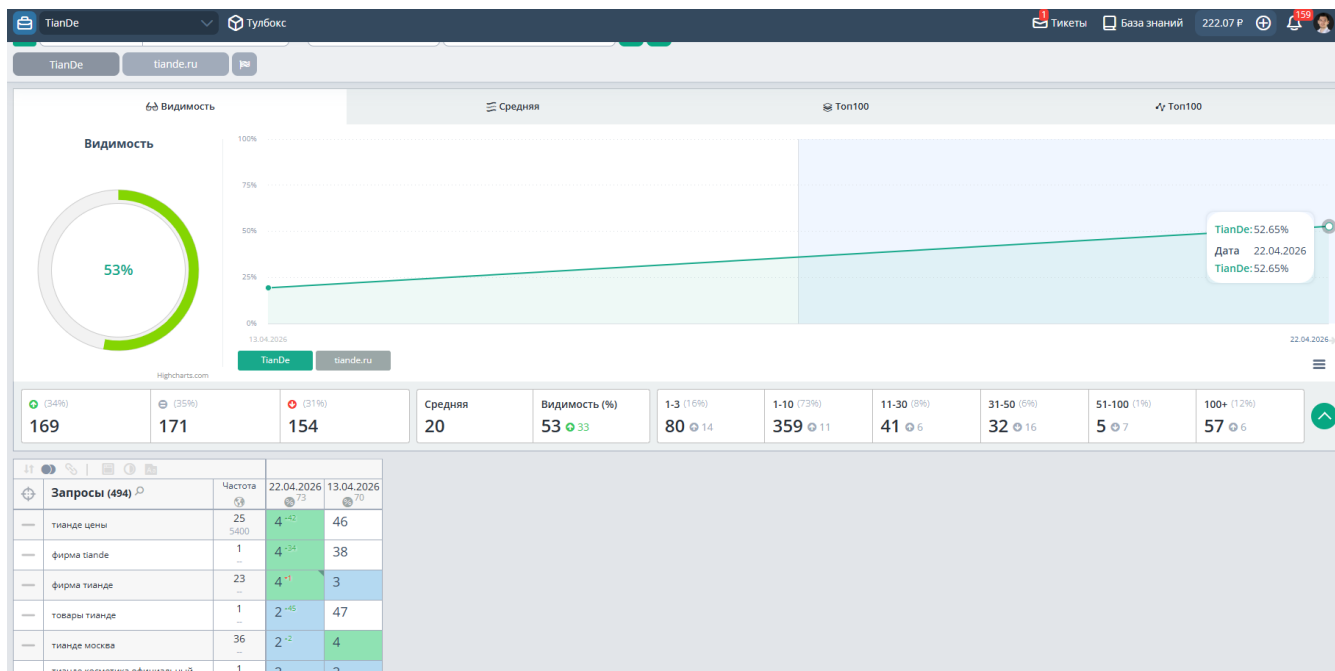 TianDe Тулбокс 1 Тикеты База знаний 222.07 ₽ 159
TianDe tiande.ru
Видимость Средняя Топ100 Топ100
Видимость
100%
75%
50%
25%
0%
53%
TianDe: 52.65%
Дата 22.04.2026
TianDe: 52.65%
13.04.2026 22.04.2026
TianDe tiande.ru
Highcharts.com
(34%) (35%) (31%) Средняя Видимость (%) 1-3 (16%) 1-10 (73%) 11-30 (8%) 31-50 (6%) 51-100 (1%) 100+ (12%)
169 171 154 20 53 33 80 14 359 11 41 6 32 16 5 7 57 6
Запросы (494) Частота 22.04.2026 13.04.2026
73 70
тианде цены 25 4 -42 46
5400
фирма tiande 1 4 -34 38
--
фирма тианде 23 4 +1 3
--
товары тианде 1 2 -45 47
--
тианде москва 36 2 -2 4
--
тианде косметика официальный 1